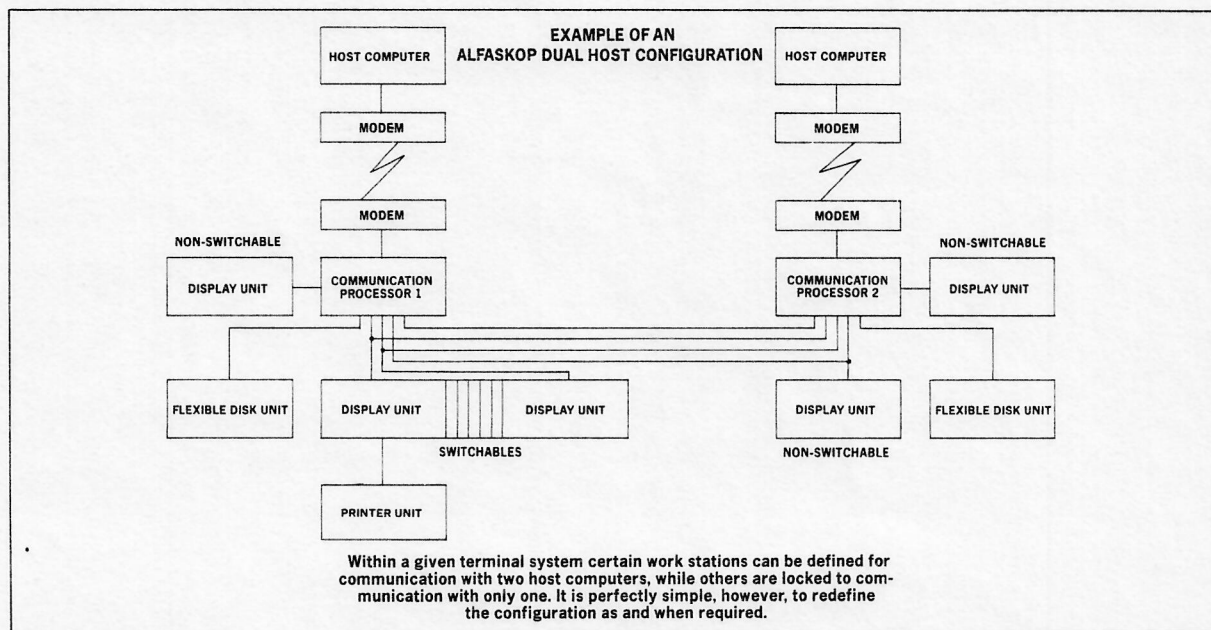 EXAMPLE OF AN
ALFASKOP DUAL HOST CONFIGURATION
HOST COMPUTER
HOST COMPUTER
MODEM
MODEM
MODEM
MODEM
NON-SWITCHABLE
NON-SWITCHABLE
DISPLAY UNIT
COMMUNICATION
PROCESSOR 1
COMMUNICATION
PROCESSOR 2
DISPLAY UNIT
FLEXIBLE DISK UNIT
DISPLAY UNIT
DISPLAY UNIT
DISPLAY UNIT
FLEXIBLE DISK UNIT
SWITCHABLES
NON-SWITCHABLE
PRINTER UNIT
Within a given terminal system certain work stations can be defined for
communication with two host computers, while others are locked to com-
munication with only one. It is perfectly simple, however, to redefine
the configuration as and when required.